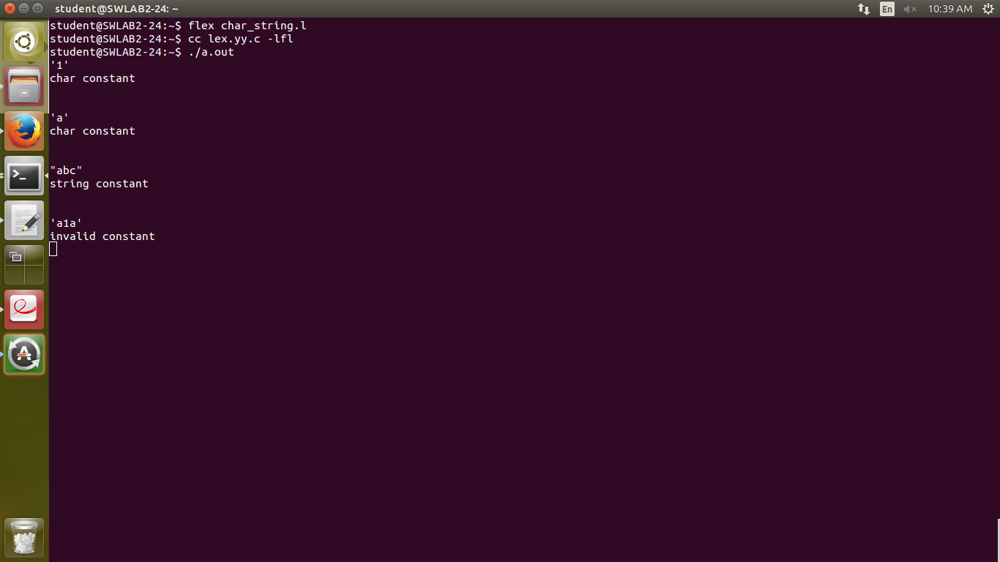 student@SWLAB2-24: ~
En
10:39 AM
student@SWLAB2-24:~$ flex char_string.l
student@SWLAB2-24:~$ cc lex.yy.c -lfl
student@SWLAB2-24:~$ ./a.out
'1'
char constant
'a'
char constant
"abc"
string constant
'a1a'
invalid constant